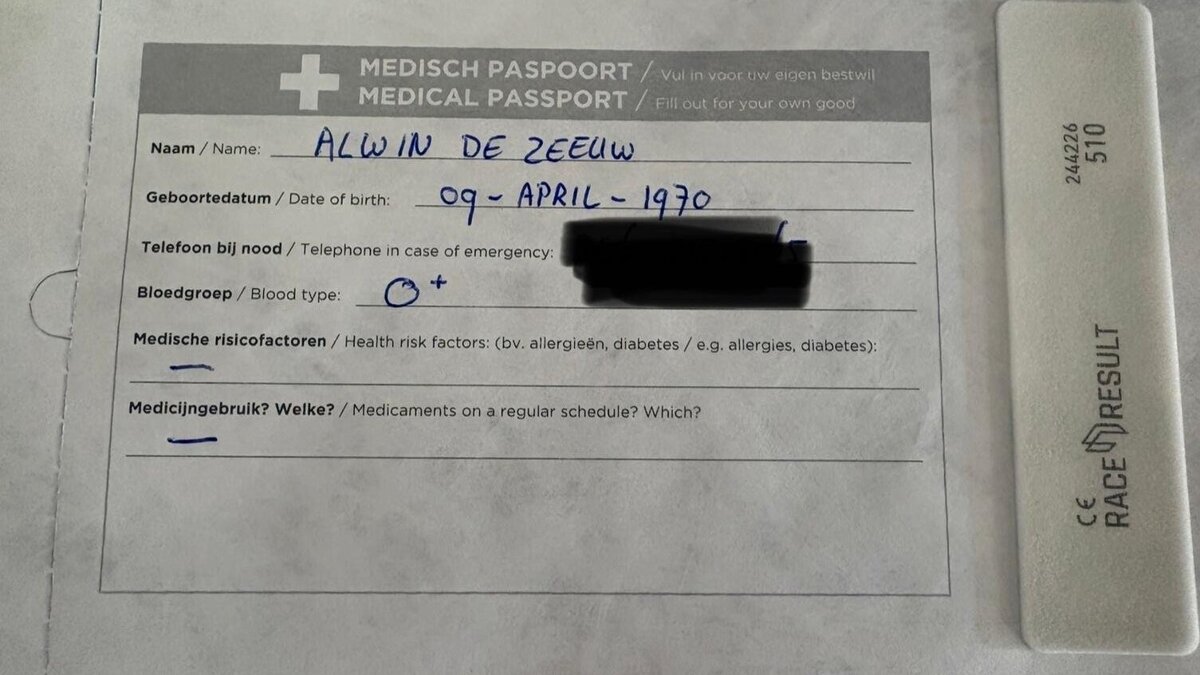 MEDISCH PASPOORT / Vul in voor uw eigen bestwil
MEDICAL PASSPORT / Fill out for your own good
Naam / Name: ALWIN DE ZEEUW
Geboortedatum / Date of birth: 09 - APRIL - 1970
Telefoon bij nood / Telephone in case of emergency:
Bloedgroep / Blood type: O+
Medische risicofactoren / Health risk factors: (bv. allergieën, diabetes / e.g. allergies, diabetes):
—
Medicijngebruik? Welke? / Medicaments on a regular schedule? Which?
—
244226
510
CE
RACE RESULT